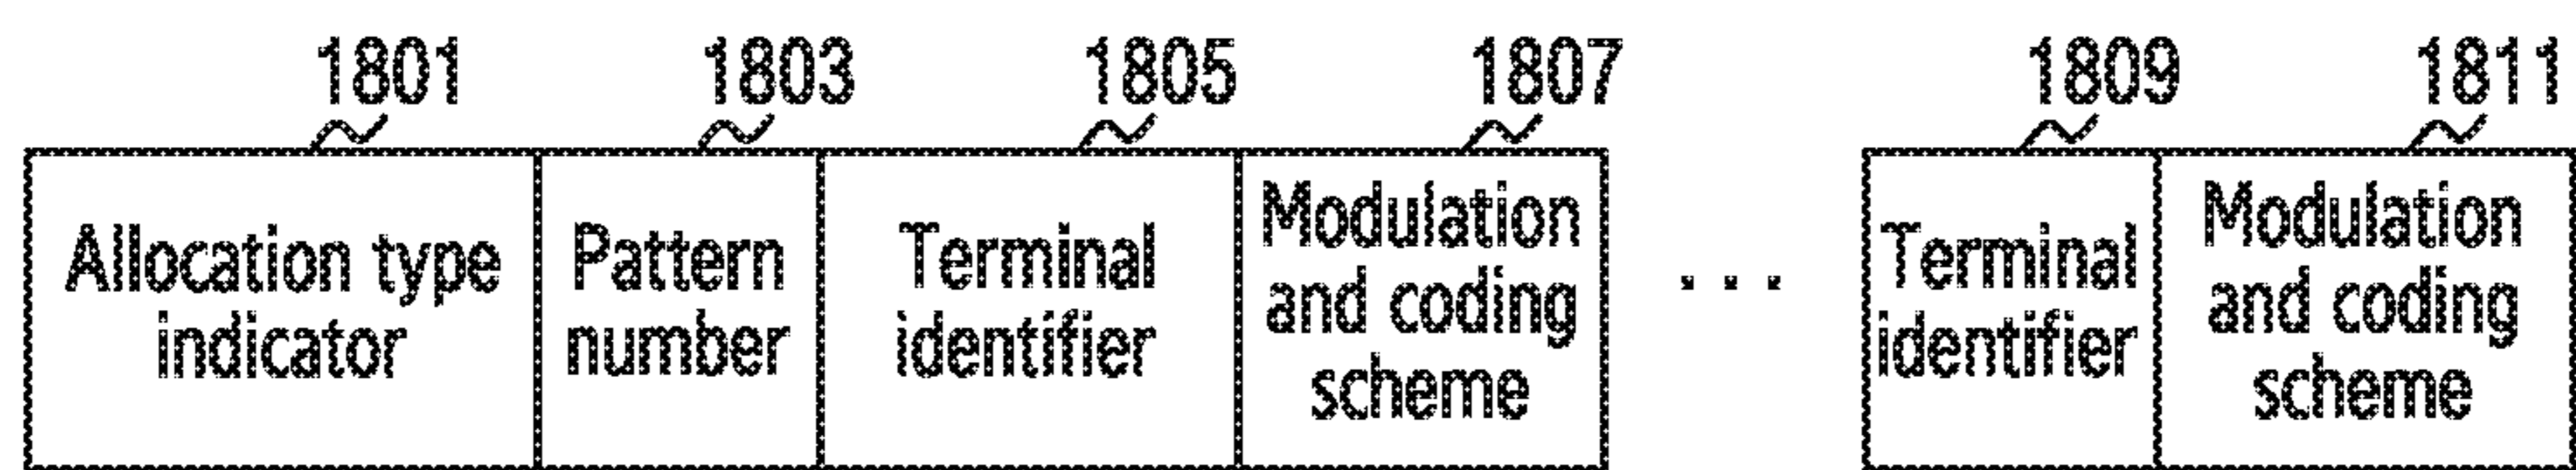 1801 1803 1805 1807 1809 1811
Allocation type
indicator
Pattern
number
Terminal
identifier
Modulation
and coding
scheme
...
Terminal
identifier
Modulation
and coding
scheme